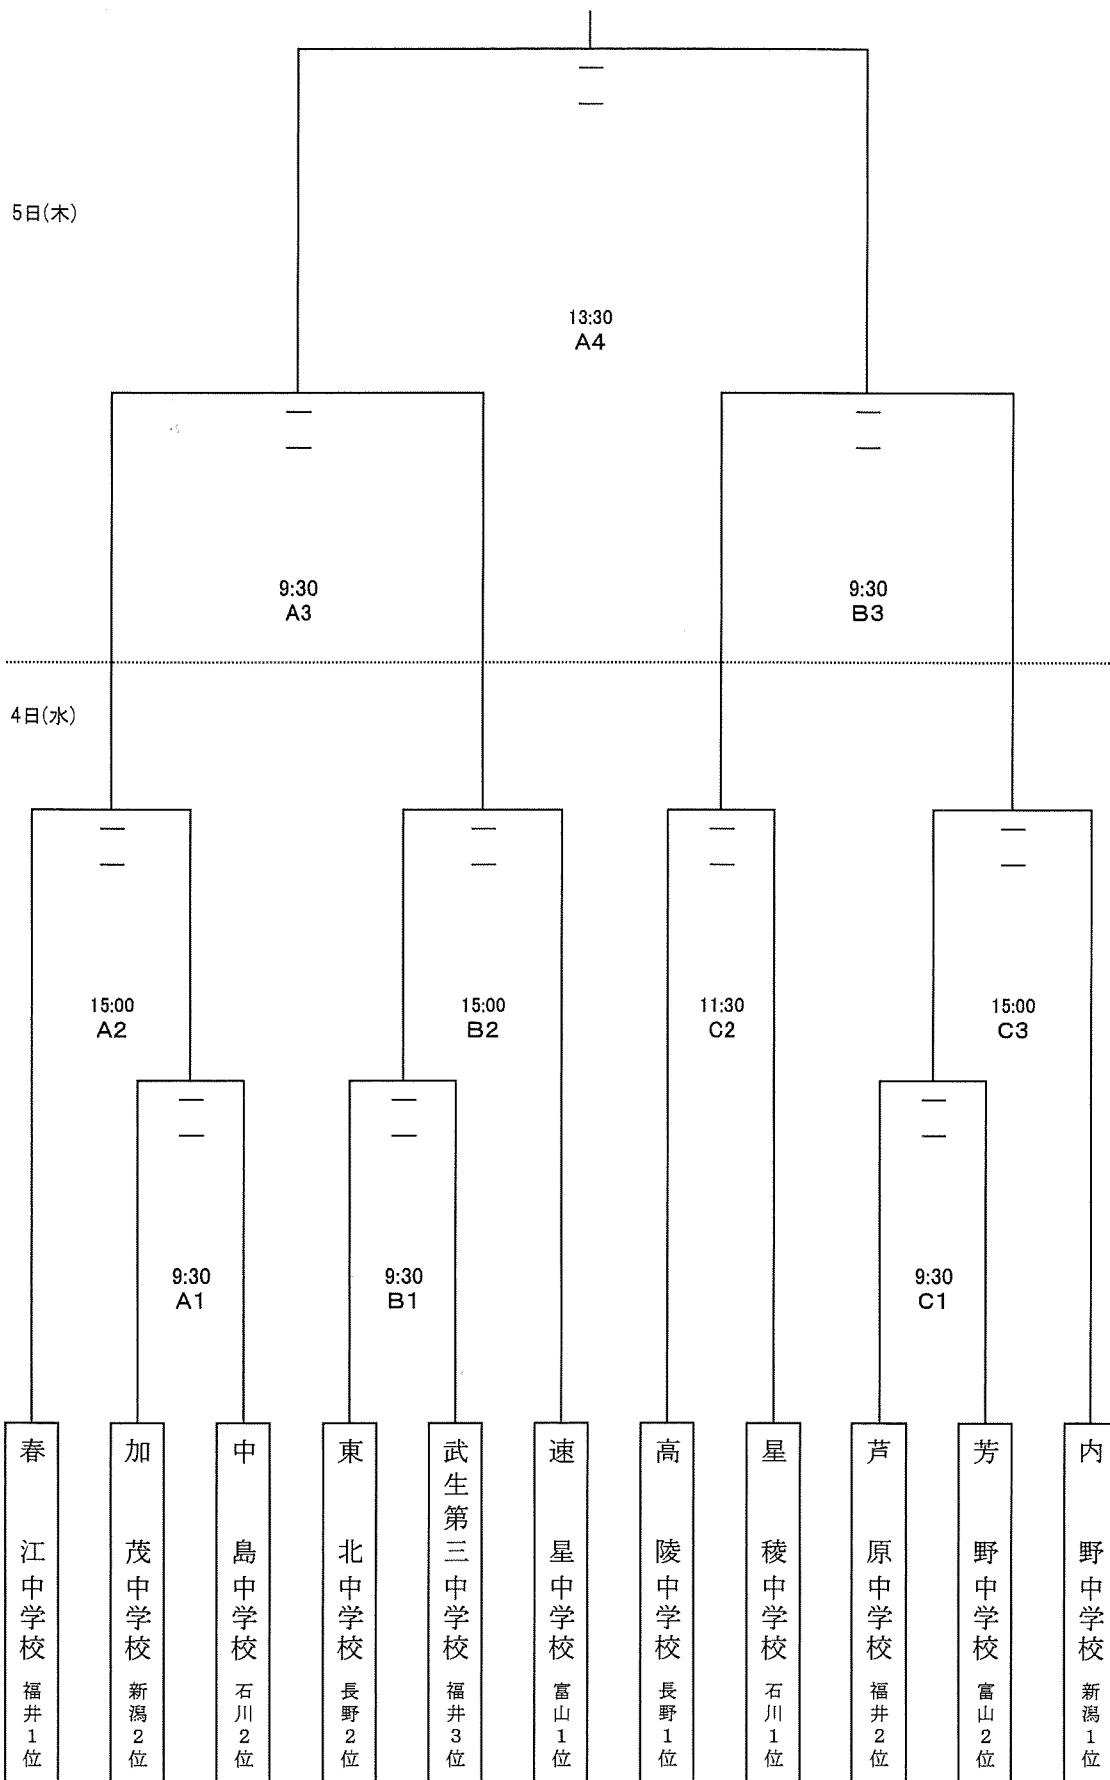 5日(木)
13:30
A4
9:30
A3
9:30
B3
4日(水)
15:00
A2
15:00
B2
11:30
C2
15:00
C3
9:30
A1
9:30
B1
9:30
C1
春江中学校 福井1位
加茂中学校 新潟2位
中島中学校 石川2位
東北中学校 長野2位
武生第三中学校 福井3位
速星中学校 富山1位
高陵中学校 長野1位
星稜中学校 石川1位
芦原中学校 福井2位
芳野中学校 富山2位
内野中学校 新潟1位